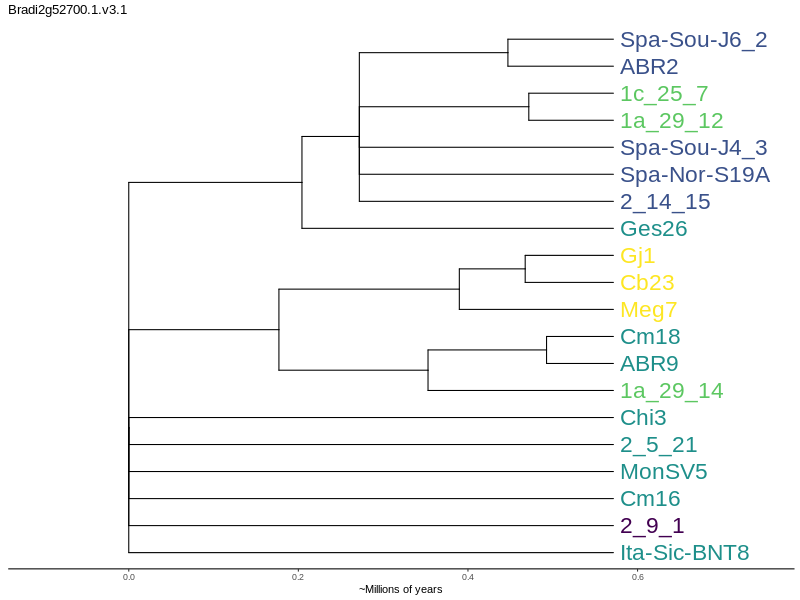 Bradi2g52700.1.v3.1
Spa-Sou-J6_2
ABR2
1c_25_7
1a_29_12
Spa-Sou-J4_3
Spa-Nor-S19A
2_14_15
Ges26
Gj1
Cb23
Meg7
Cm18
ABR9
1a_29_14
Chi3
2_5_21
MonSV5
Cm16
2_9_1
Ita-Sic-BNT8
0.0 0.2 0.4 0.6
~Millions of years